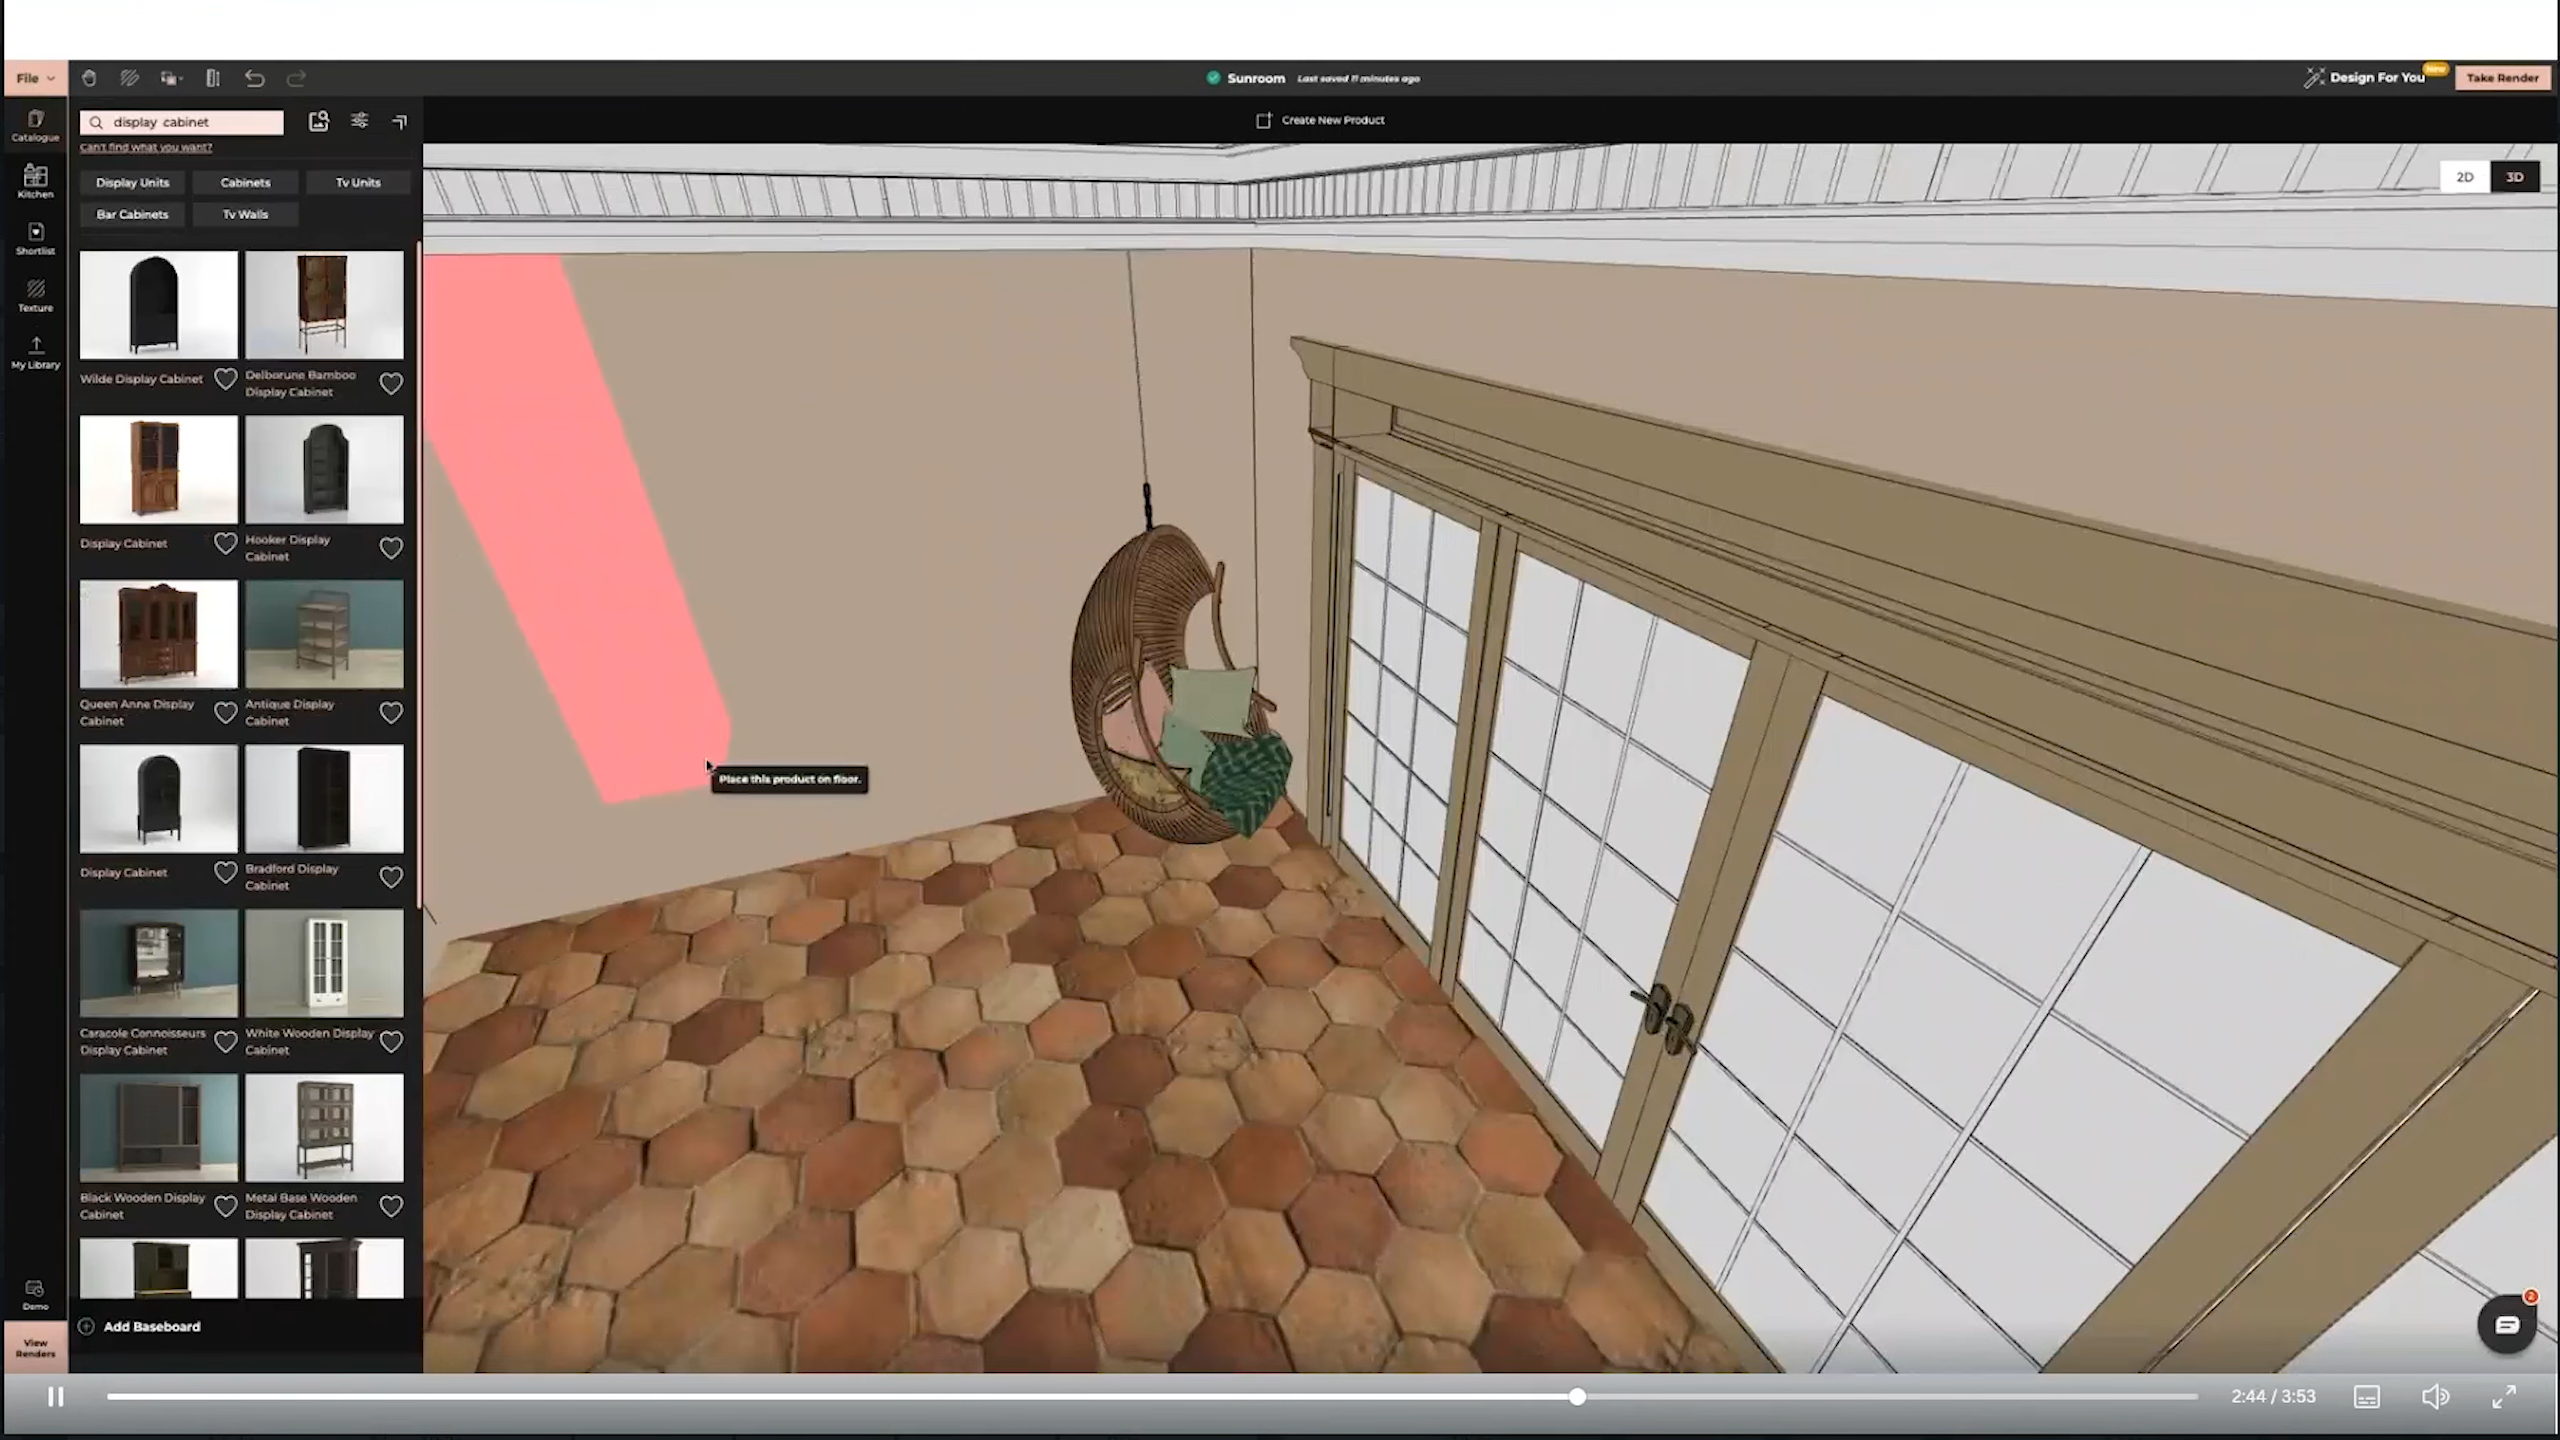 File
Sunroom Last saved 11 minutes ago
Design For You
New
Take Render
Catalogue
Kitchen
Shortlist
Texture
My Library
Demo
View
Renders
display cabinet
Can't find what you want?
Display Units
Cabinets
Tv Units
Bar Cabinets
Tv Walls
Wilde Display Cabinet
Delborune Bamboo
Display Cabinet
Display Cabinet
Hooker Display
Cabinet
Queen Anne Display
Cabinet
Antique Display
Cabinet
Display Cabinet
Bradford Display
Cabinet
Caracole Connoisseurs
Display Cabinet
White Wooden Display
Cabinet
Black Wooden Display
Cabinet
Metal Base Wooden
Display Cabinet
Add Baseboard
Create New Product
2D
3D
Place this product on floor.
2
2:44 / 3:53